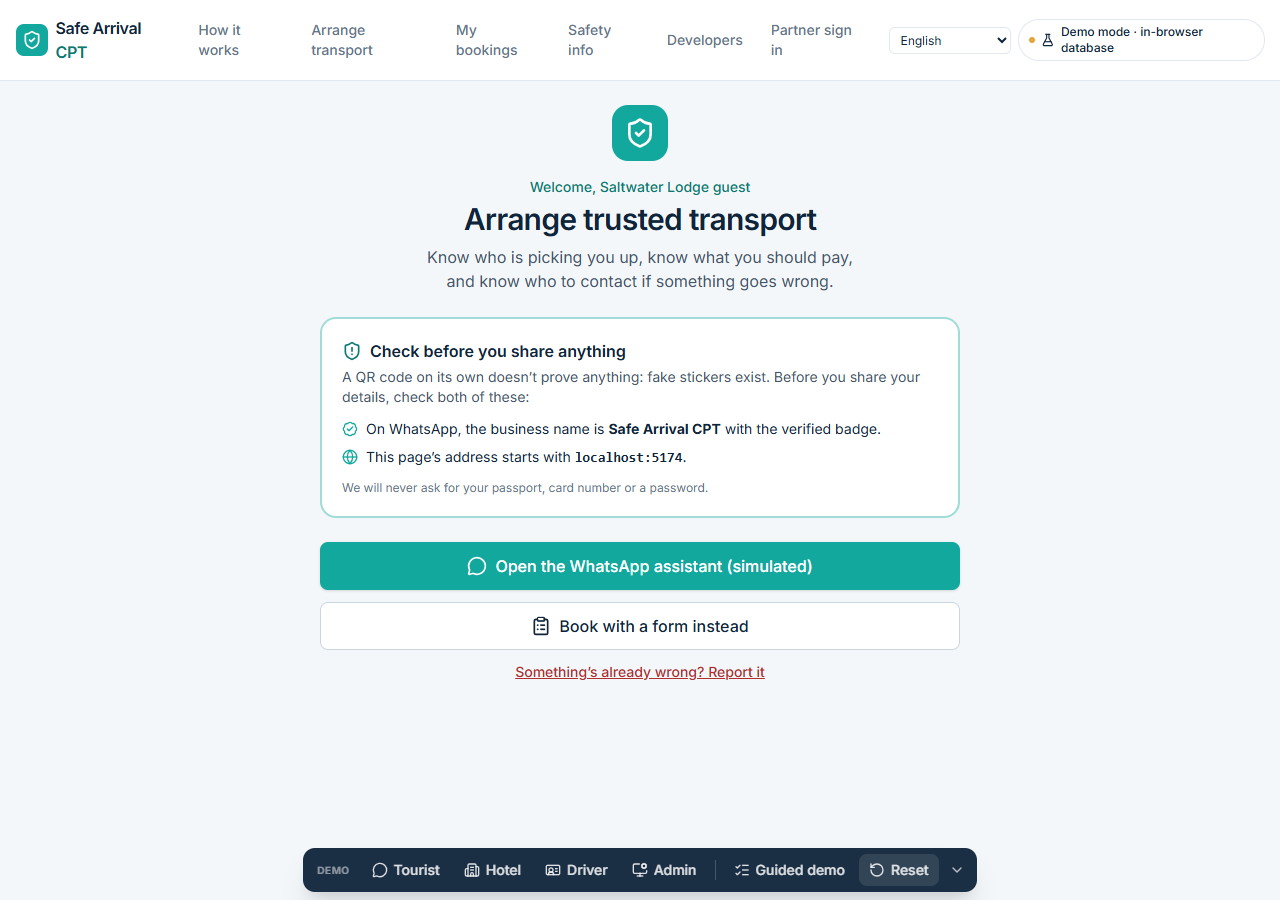 Safe Arrival
CPT
How it
works
Arrange
transport
My
bookings
Safety
info
Developers
Partner sign
in
English
Demo mode · in-browser
database
Welcome, Saltwater Lodge guest
Arrange trusted transport
Know who is picking you up, know what you should pay,
and know who to contact if something goes wrong.
Check before you share anything
A QR code on its own doesn’t prove anything: fake stickers exist. Before you share your
details, check both of these:
On WhatsApp, the business name is Safe Arrival CPT with the verified badge.
This page’s address starts with localhost:5174.
We will never ask for your passport, card number or a password.
Open the WhatsApp assistant (simulated)
Book with a form instead
Something’s already wrong? Report it
DEMO Tourist Hotel Driver Admin Guided demo Reset